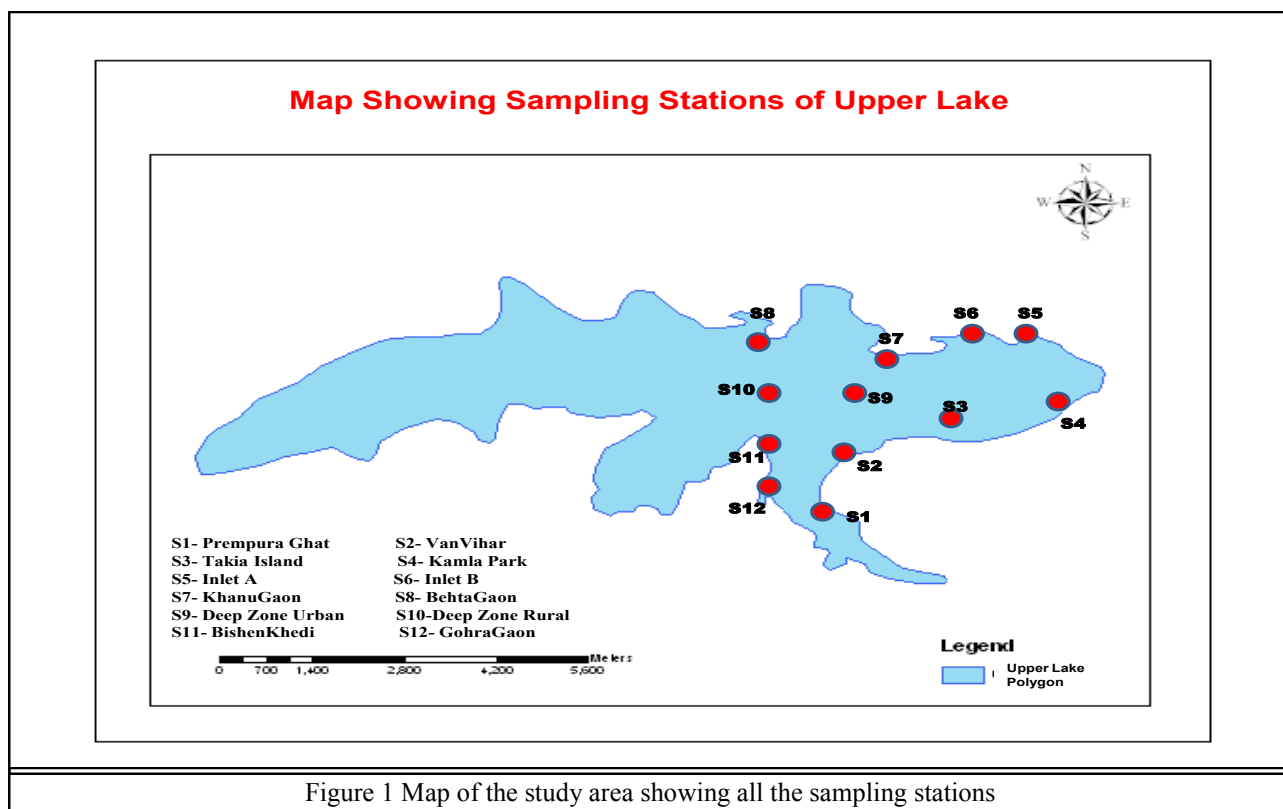 Map Showing Sampling Stations of Upper Lake
N
W E
S
S8
S6 S5
S7
S10 S9
S3
S4
S11
S2
S12
S1
S1- Prempura Ghat S2- VanVihar
S3- Takia Island S4- Kamla Park
S5- Inlet A S6- Inlet B
S7- KhanuGaon S8- BehtaGaon
S9- Deep Zone Urban S10-Deep Zone Rural
S11- BishenKhedi S12- GohraGaon
Meters
0 700 1,400 2,800 4,200 5,600
Legend
Upper Lake
Polygon
Figure 1 Map of the study area showing all the sampling stations